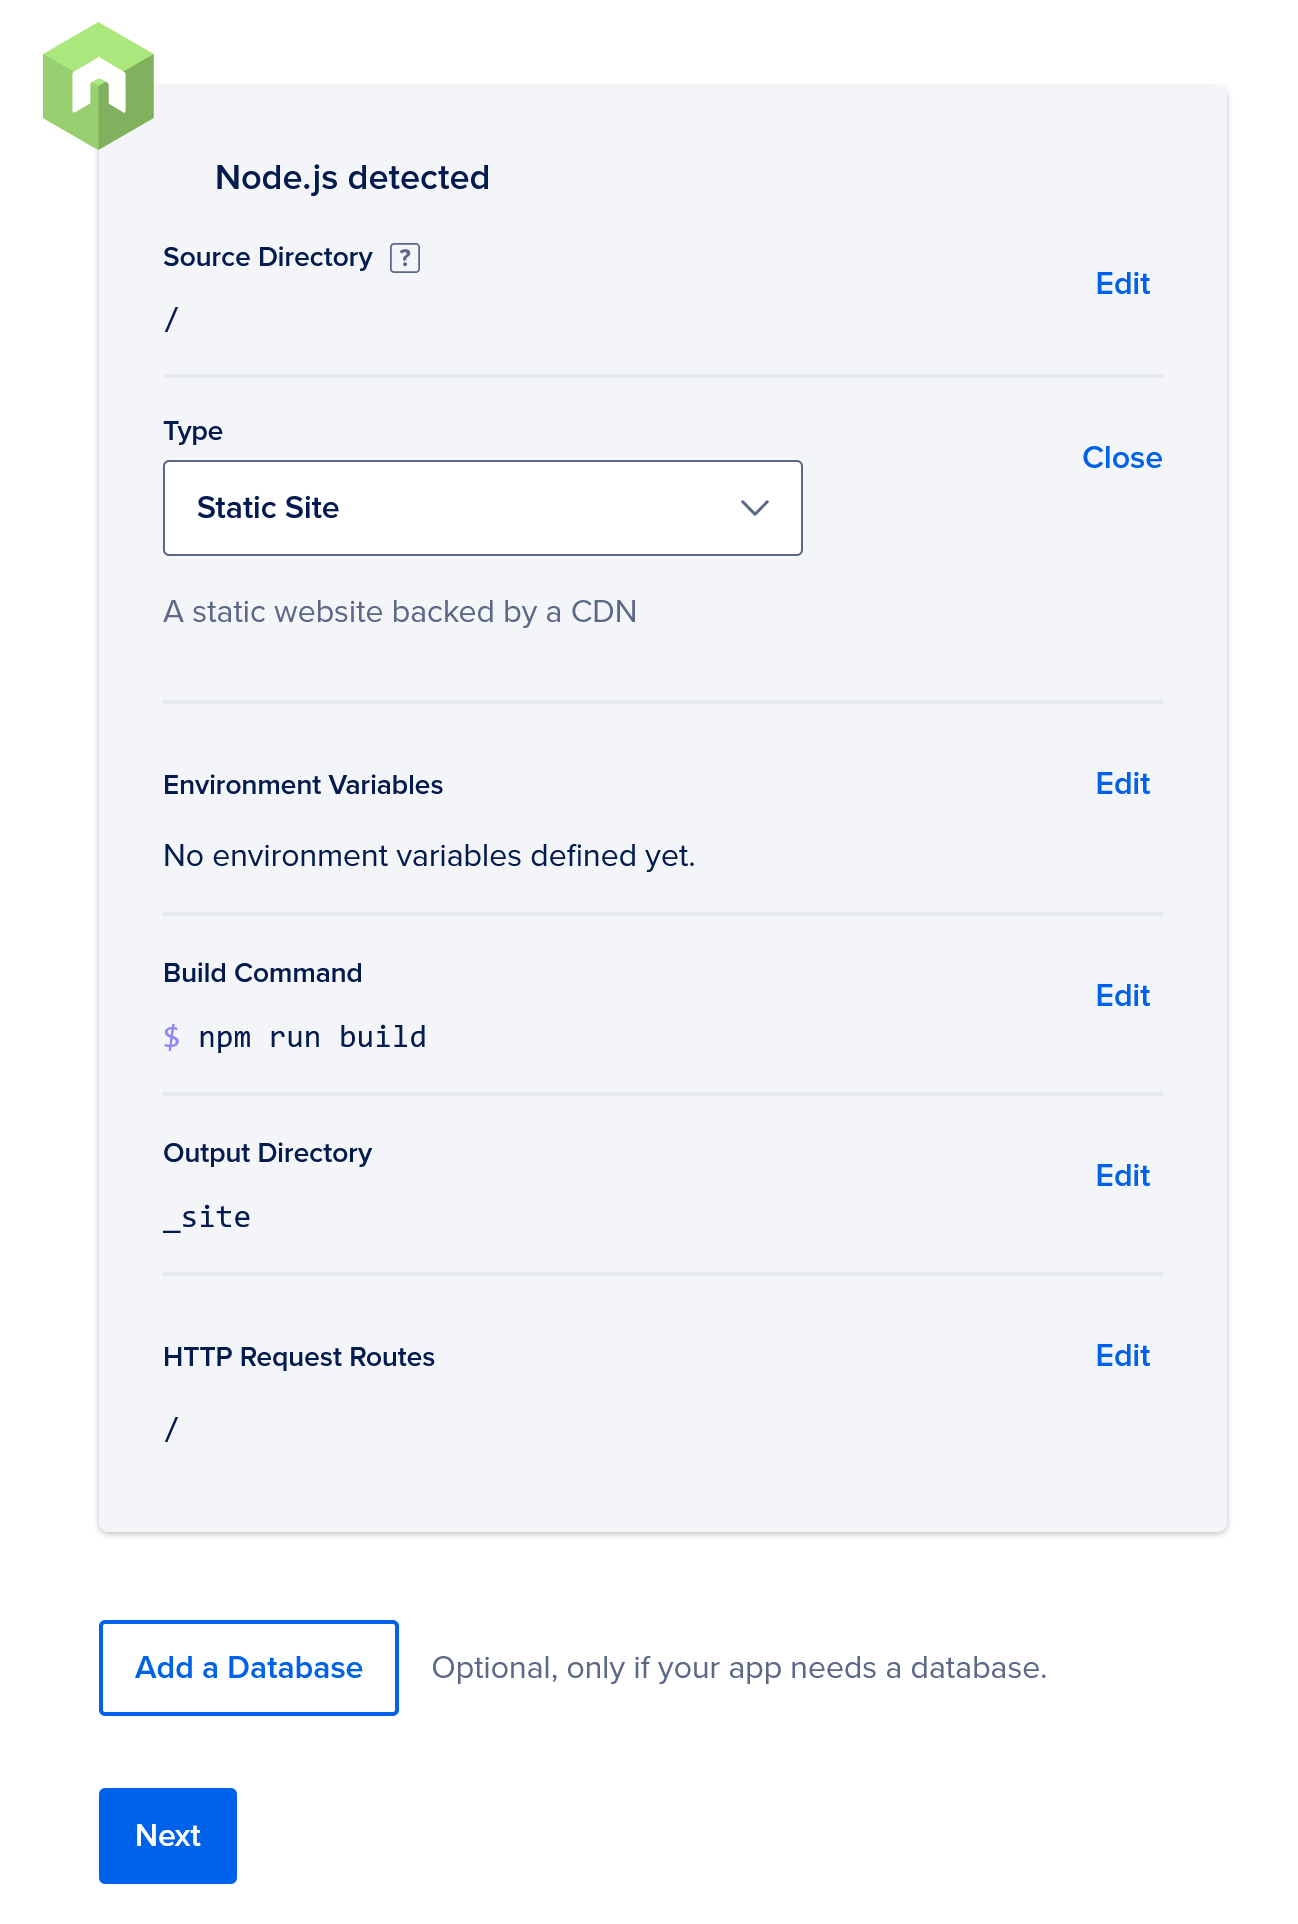 Node.js detected
Source Directory ?
Edit
/
Type
Close
Static Site
A static website backed by a CDN
Environment Variables
Edit
No environment variables defined yet.
Build Command
Edit
$ npm run build
Output Directory
Edit
_site
HTTP Request Routes
Edit
/
Add a Database
Optional, only if your app needs a database.
Next